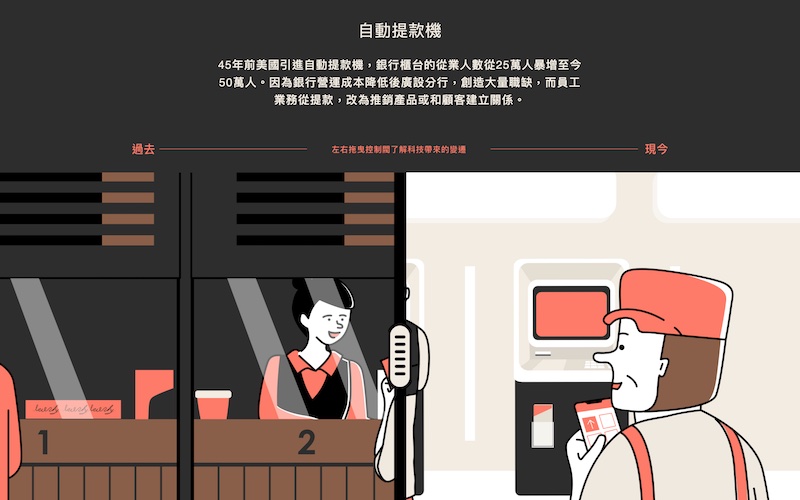 自動提款機
45年前美國引進自動提款機，銀行櫃台的從業人數從25萬人暴增至今
50萬人。因為銀行營運成本降低後廣設分行，創造大量職缺，而員工
業務從提款，改為推銷產品或和顧客建立關係。
過去
左右拖曳控制閥了解科技帶來的變遷
現今
1
2